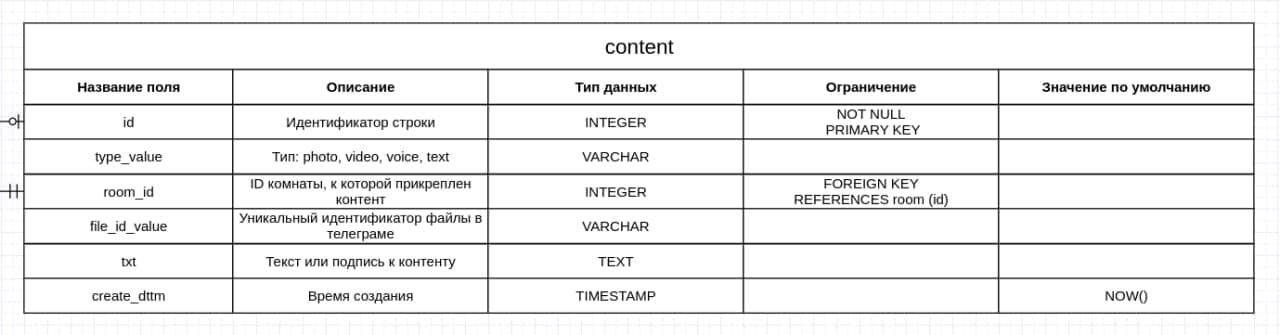 content
Название поля
Описание
Тип данных
Ограничение
Значение по умолчанию
id
Идентификатор строки
INTEGER
NOT NULL
PRIMARY KEY
type_value
Тип: photo, video, voice, text
VARCHAR
room_id
ID комнаты, к которой прикреплен
контент
INTEGER
FOREIGN KEY
REFERENCES room (id)
file_id_value
Уникальный идентификатор файлы в
телеграме
VARCHAR
txt
Текст или подпись к контенту
TEXT
create_dttm
Время создания
TIMESTAMP
NOW()